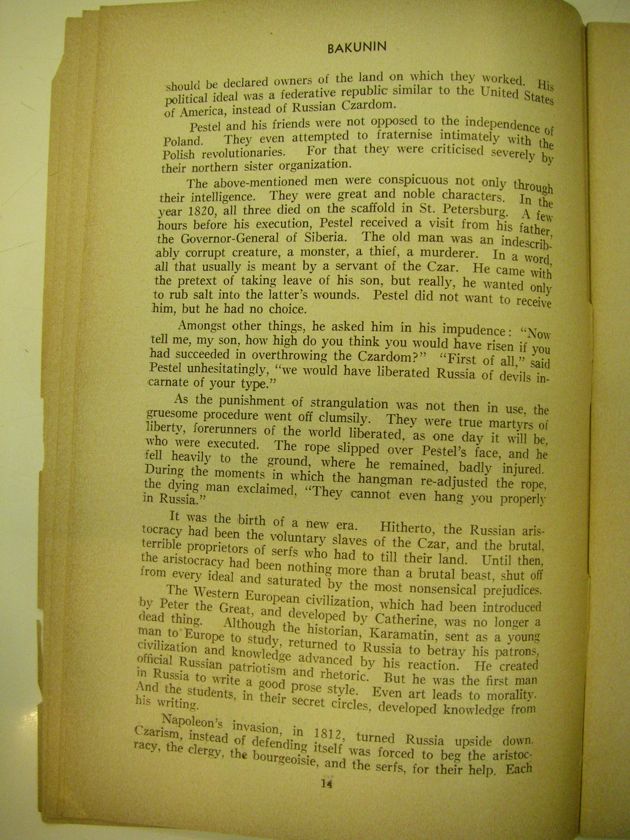 BAKUNIN
should be declared owners of the land on which they worked. His
political ideal was a federative republic similar to the United States
of America, instead of Russian Czardom.
Pestel and his friends were not opposed to the independence of
Poland. They even attempted to fraternise intimately with the
Polish revolutionaries. For that they were criticised severely by
their northern sister organization.
The above-mentioned men were conspicuous not only through
their intelligence. They were great and noble characters. In the
year 1820, all three died on the scaffold in St. Petersburg. A few
hours before his execution, Pestel received a visit from his father,
the Governor-General of Siberia. The old man was an indescrib-
ably corrupt creature, a monster, a thief, a murderer. In a word,
all that usually is meant by a servant of the Czar. He came with
the pretext of taking leave of his son, but really, he wanted only
to rub salt into the latter's wounds. Pestel did not want to receive
him, but he had no choice.
Amongst other things, he asked him in his impudence: "Now
tell me, my son, how high do you think you would have risen if you
had succeeded in overthrowing the Czardom?" "First of all," said
Pestel unhesitatingly, "we would have liberated Russia of devils in-
carnate of your type."
As the punishment of strangulation was not then in use, the
gruesome procedure went off clumsily. They were true martyrs of
liberty, forerunners of the world liberated, as one day it will be,
who were executed. The rope slipped over Pestel's face, and he
fell heavily to the ground, where he remained, badly injured.
During the moments in which the hangman re-adjusted the rope,
the dying man exclaimed, "They cannot even hang you properly
in Russia."
It was the birth of a new era. Hitherto, the Russian aris-
tocracy had been the voluntary slaves of the Czar, and the brutal,
terrible proprietors of serfs who had to till their land. Until then,
the aristocracy had been nothing more than a brutal beast, shut off
from every ideal and saturated by the most nonsensical prejudices.
The Western European civilization, which had been introduced
by Peter the Great, and developed by Catherine, was no longer a
dead thing. Although the historian, Karamatin, sent as a young
man to Europe to study, returned to Russia to betray his patrons,
civilization and knowledge advanced by his reaction. He created
official Russian patriotism and rhetoric. But he was the first man
in Russia to write a good prose style. Even art leads to morality.
And the students, in their secret circles, developed knowledge from
his writing.
Napoleon's invasion, in 1812, turned Russia upside down.
Czarism, instead of defending itself was forced to beg the aristoc-
racy, the clergy, the bourgeoisie, and the serfs, for their help. Each
14